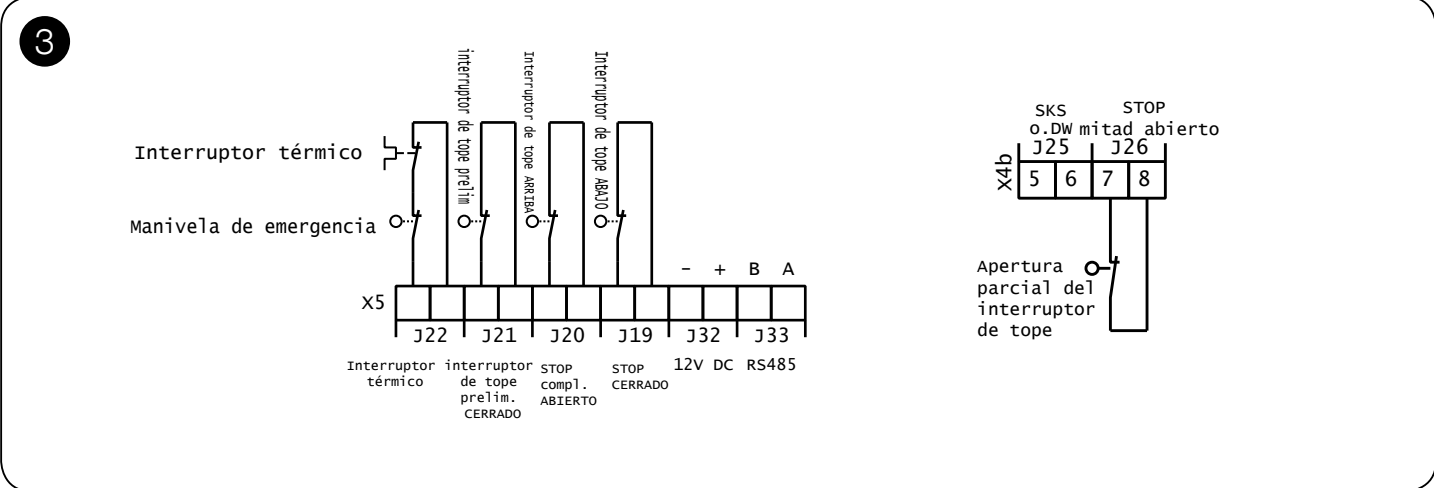 3
interruptor de tope prelim
Interruptor de tope ARRIBA
Interruptor de tope ABAJO
Interruptor térmico
Manivela de emergencia
- + B A
X5
J22 J21 J20 J19 J32 J33
Interruptor
térmico
interruptor
de tope
prelim.
CERRADO
STOP
compl.
ABIERTO
STOP
CERRADO
12V DC RS485
SKS
o.DW
STOP
mitad abierto
J25 J26
X4b
5 6 7 8
Apertura
parcial del
interruptor
de tope